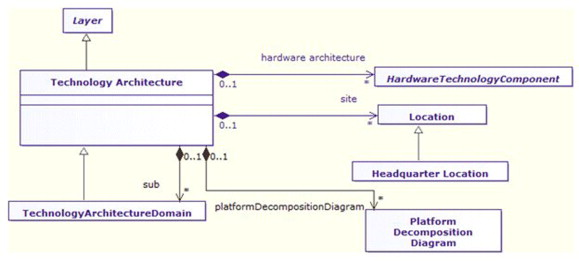 Layer
hardware architecture
Technology Architecture
0..1
*
HardwareTechnologyComponent
site
0..1
*
Location
0..1
0..1
Headquarter Location
sub
*
platformDecompositionDiagram
*
TechnologyArchitectureDomain
Platform
Decomposition
Diagram